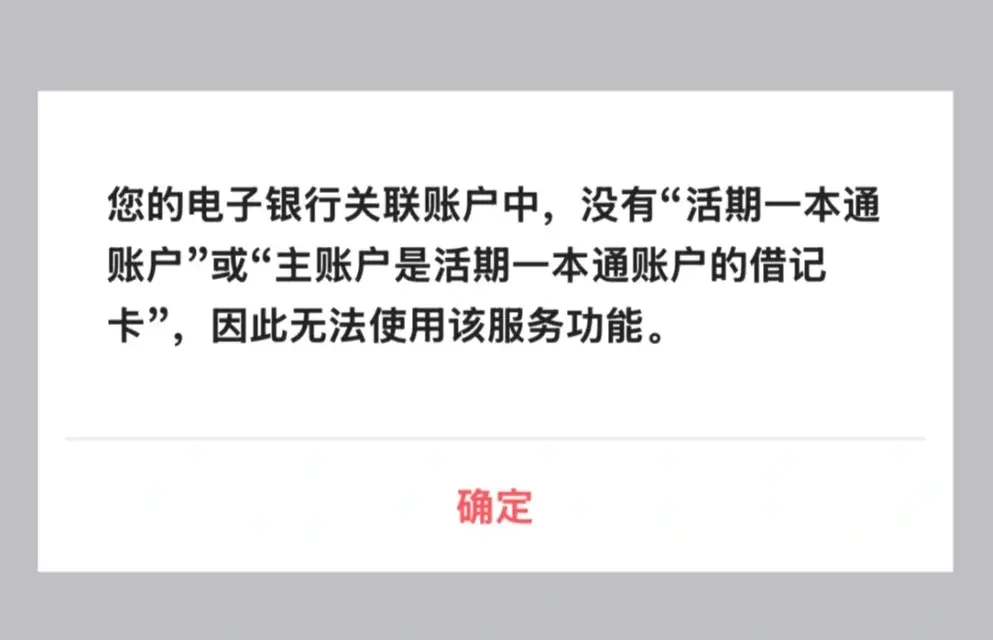 您的电子银行关联账户中，没有“活期一本通
账户”或“主账户是活期一本通账户的借记
卡”，因此无法使用该服务功能。
确定